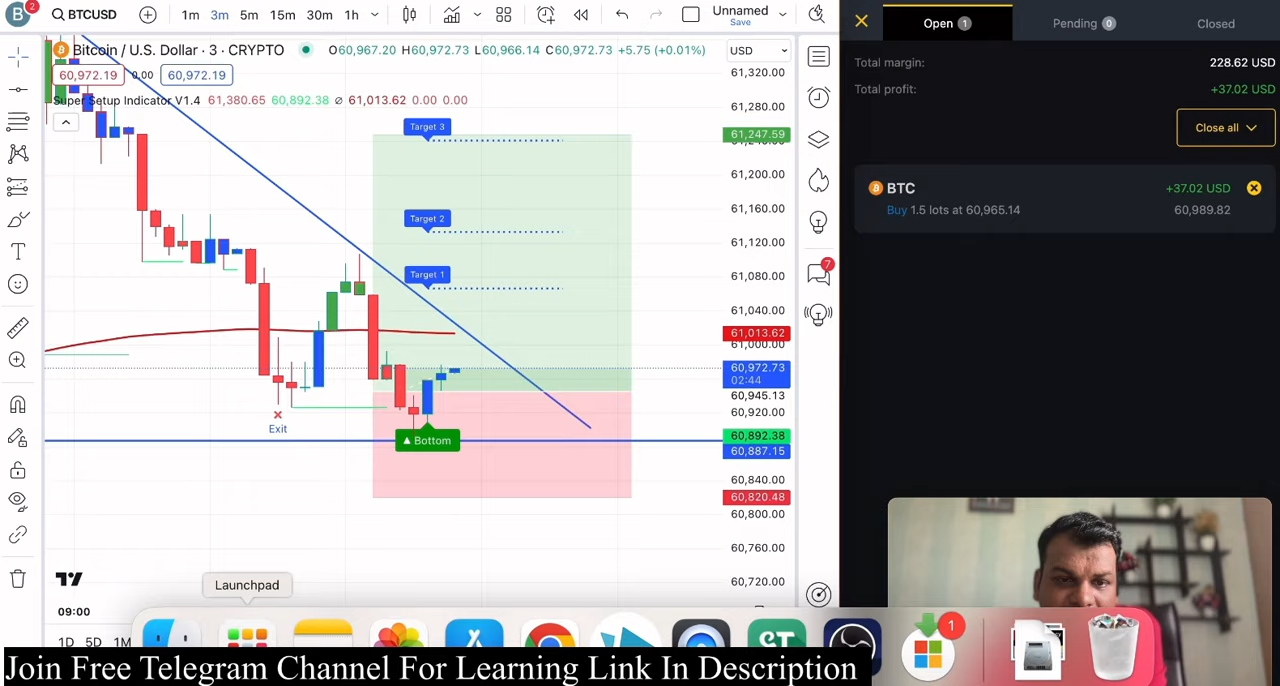 B 2 BTCUSD 1m 3m 5m 15m 30m 1h Unnamed Save
Open 1 Pending 0 Closed
Bitcoin / U.S. Dollar · 3 · CRYPTO O60,967.20 H60,972.73 L60,966.14 C60,972.73 +5.75 (+0.01%) USD
60,972.19 0.00 60,972.19
Super Setup Indicator V1.4 61,380.65 60,892.38 ∅ 61,013.62 0.00 0.00
Total margin: 228.62 USD
Total profit: +37.02 USD
Close all
BTC +37.02 USD
Buy 1.5 lots at 60,965.14 60,989.82
Target 3
Target 2
Target 1
Exit
▲ Bottom
61,320.00
61,280.00
61,247.59
61,200.00
61,160.00
61,120.00
61,080.00
61,040.00
61,013.62
61,000.00
60,972.73
02:44
60,945.13
60,920.00
60,892.38
60,887.15
60,840.00
60,820.48
60,800.00
60,760.00
60,720.00
7
Launchpad
09:00
1D 5D 1M
1
Join Free Telegram Channel For Learning Link In Description